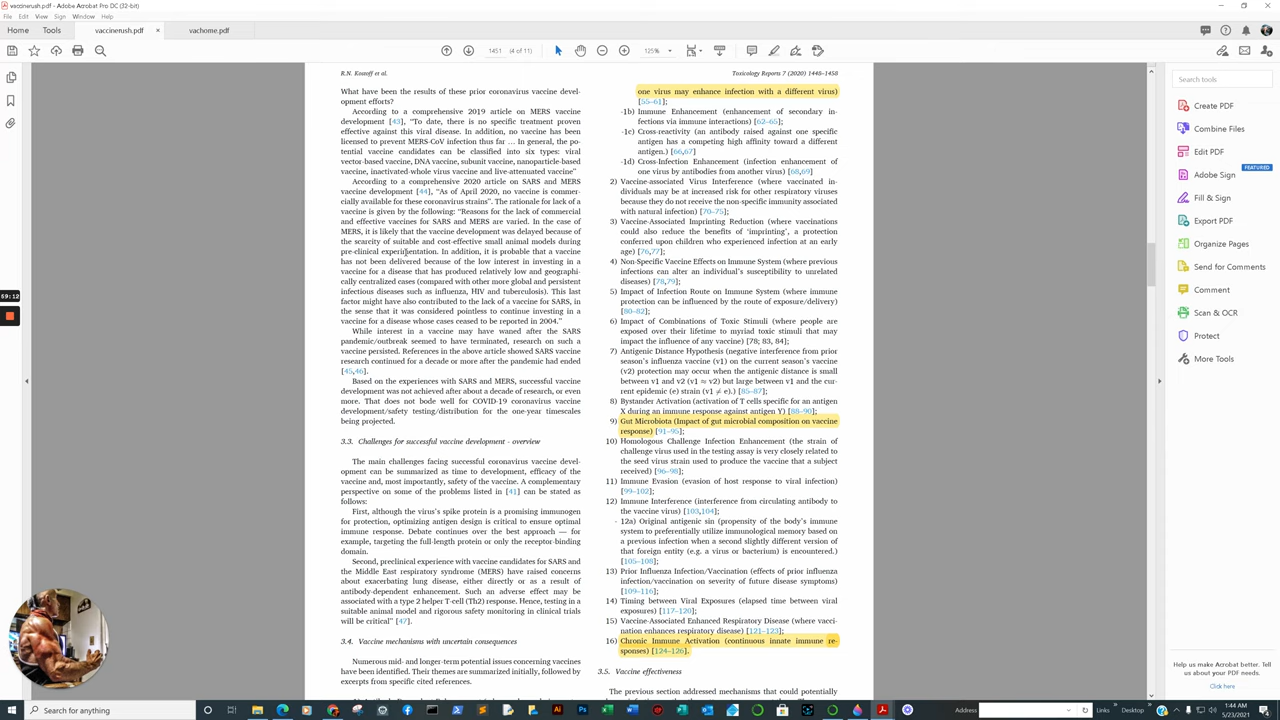 vaccinerush.pdf - Adobe Acrobat Pro DC (32-bit)
File Edit View Sign Window Help
Home Tools vaccinerush.pdf × vachome.pdf
1451 (4 of 11) 125%
R.N. Kostoff et al.
Toxicology Reports 7 (2020) 1448–1458
What have been the results of these prior coronavirus vaccine devel-
opment efforts?
According to a comprehensive 2019 article on MERS vaccine
development [43], "To date, there is no specific treatment proven
effective against this viral disease. In addition, no vaccine has been
licensed to prevent MERS-CoV infection thus far … In general, the po-
tential vaccine candidates can be classified into six types: viral
vector-based vaccine, DNA vaccine, subunit vaccine, nanoparticle-based
vaccine, inactivated-whole virus vaccine and live-attenuated vaccine"
According to a comprehensive 2020 article on SARS and MERS
vaccine development [44], "As of April 2020, no vaccine is commer-
cially available for these coronavirus strains". The rationale for lack of a
vaccine is given by the following: "Reasons for the lack of commercial
and effective vaccines for SARS and MERS are varied. In the case of
MERS, it is likely that the vaccine development was delayed because of
the scarcity of suitable and cost-effective small animal models during
pre-clinical experimentation. In addition, it is probable that a vaccine
has not been delivered because of the low interest in investing in a
vaccine for a disease that has produced relatively low and geographi-
cally centralized cases (compared with other more global and persistent
infectious diseases such as influenza, HIV and tuberculosis). This last
factor might have also contributed to the lack of a vaccine for SARS, in
the sense that it was considered pointless to continue investing in a
vaccine for a disease whose cases ceased to be reported in 2004."
While interest in a vaccine may have waned after the SARS
pandemic/outbreak seemed to have terminated, research on such a
vaccine persisted. References in the above article showed SARS vaccine
research continued for a decade or more after the pandemic had ended
[45,46].
Based on the experiences with SARS and MERS, successful vaccine
development was not achieved after about a decade of research, or even
more. That does not bode well for COVID-19 coronavirus vaccine
development/safety testing/distribution for the one-year timescales
being projected.
3.3. Challenges for successful vaccine development - overview
The main challenges facing successful coronavirus vaccine devel-
opment can be summarized as time to development, efficacy of the
vaccine and, most importantly, safety of the vaccine. A complementary
perspective on some of the problems listed in [41] can be stated as
follows:
First, although the virus's spike protein is a promising immunogen
for protection, optimizing antigen design is critical to ensure optimal
immune response. Debate continues over the best approach — for
example, targeting the full-length protein or only the receptor-binding
domain.
Second, preclinical experience with vaccine candidates for SARS and
the Middle East respiratory syndrome (MERS) have raised concerns
about exacerbating lung disease, either directly or as a result of
antibody-dependent enhancement. Such an adverse effect may be
associated with a type 2 helper T-cell (Th2) response. Hence, testing in a
suitable animal model and rigorous safety monitoring in clinical trials
will be critical" [47].
3.4. Vaccine mechanisms with uncertain consequences
Numerous mid- and longer-term potential issues concerning vaccines
have been identified. Their themes are summarized initially, followed by
excerpts from specific cited references.
one virus may enhance infection with a different virus)
[55–61];
-1b) Immune Enhancement (enhancement of secondary in-
fections via immune interactions) [62–65];
-1c) Cross-reactivity (an antibody raised against one specific
antigen has a competing high affinity toward a different
antigen.) [66,67]
-1d) Cross-Infection Enhancement (infection enhancement of
one virus by antibodies from another virus) [68,69]
2) Vaccine-associated Virus Interference (where vaccinated in-
dividuals may be at increased risk for other respiratory viruses
because they do not receive the non-specific immunity associated
with natural infection) [70–75]
3) Vaccine-Associated Imprinting Reduction (where vaccinations
could also reduce the benefits of 'imprinting', a protection
conferred upon children who experienced infection at an early
age) [76,77];
4) Non-Specific Vaccine Effects on Immune System (where previous
infections can alter an individual's susceptibility to unrelated
diseases) [78,79];
5) Impact of Infection Route on Immune System (where immune
protection can be influenced by the route of exposure/delivery)
[80–82];
6) Impact of Combinations of Toxic Stimuli (where people are
exposed over their lifetime to myriad toxic stimuli that may
impact the influence of any vaccine) [78; 83, 84];
7) Antigenic Distance Hypothesis (negative interference from prior
season's influenza vaccine (v1) on the current season's vaccine
(v2) protection may occur when the antigenic distance is small
between v1 and v2 (v1 ≈ v2) but large between v1 and the cur-
rent epidemic (e) strain (v1 ≠ e).) [85–87];
8) Bystander Activation (activation of T cells specific for an antigen
X during an immune response against antigen Y) [88–90];
9) Gut Microbiota (Impact of gut microbial composition on vaccine
response) [91–95];
10) Homologous Challenge Infection Enhancement (the strain of
challenge virus used in the testing assay is very closely related to
the seed virus strain used to produce the vaccine that a subject
received) [96–98];
11) Immune Evasion (evasion of host response to viral infection)
[99–102];
12) Immune Interference (interference from circulating antibody to
the vaccine virus) [103,104];
- 12a) Original antigenic sin (propensity of the body's immune
system to preferentially utilize immunological memory based on
a previous infection when a second slightly different version of
that foreign entity (e.g. a virus or bacterium) is encountered.)
[105–108];
13) Prior Influenza Infection/Vaccination (effects of prior influenza
infection/vaccination on severity of future disease symptoms)
[109–116];
14) Timing between Viral Exposures (elapsed time between viral
exposures) [117–120];
15) Vaccine-Associated Enhanced Respiratory Disease (where vacci-
nation enhances respiratory disease) [121–123];
16) Chronic Immune Activation (continuous innate immune re-
sponses) [124–126].
3.5. Vaccine effectiveness
The previous section addressed mechanisms that could potentially
Search tools
Create PDF
Combine Files
Edit PDF
FEATURED
Adobe Sign
Fill & Sign
Export PDF
Organize Pages
Send for Comments
Comment
Scan & OCR
Protect
More Tools
Help us make Acrobat better. Tell
us about your needs.
Click here
59:12
Search for anything
Address
Links
Desktop
1:44 AM
5/23/2021